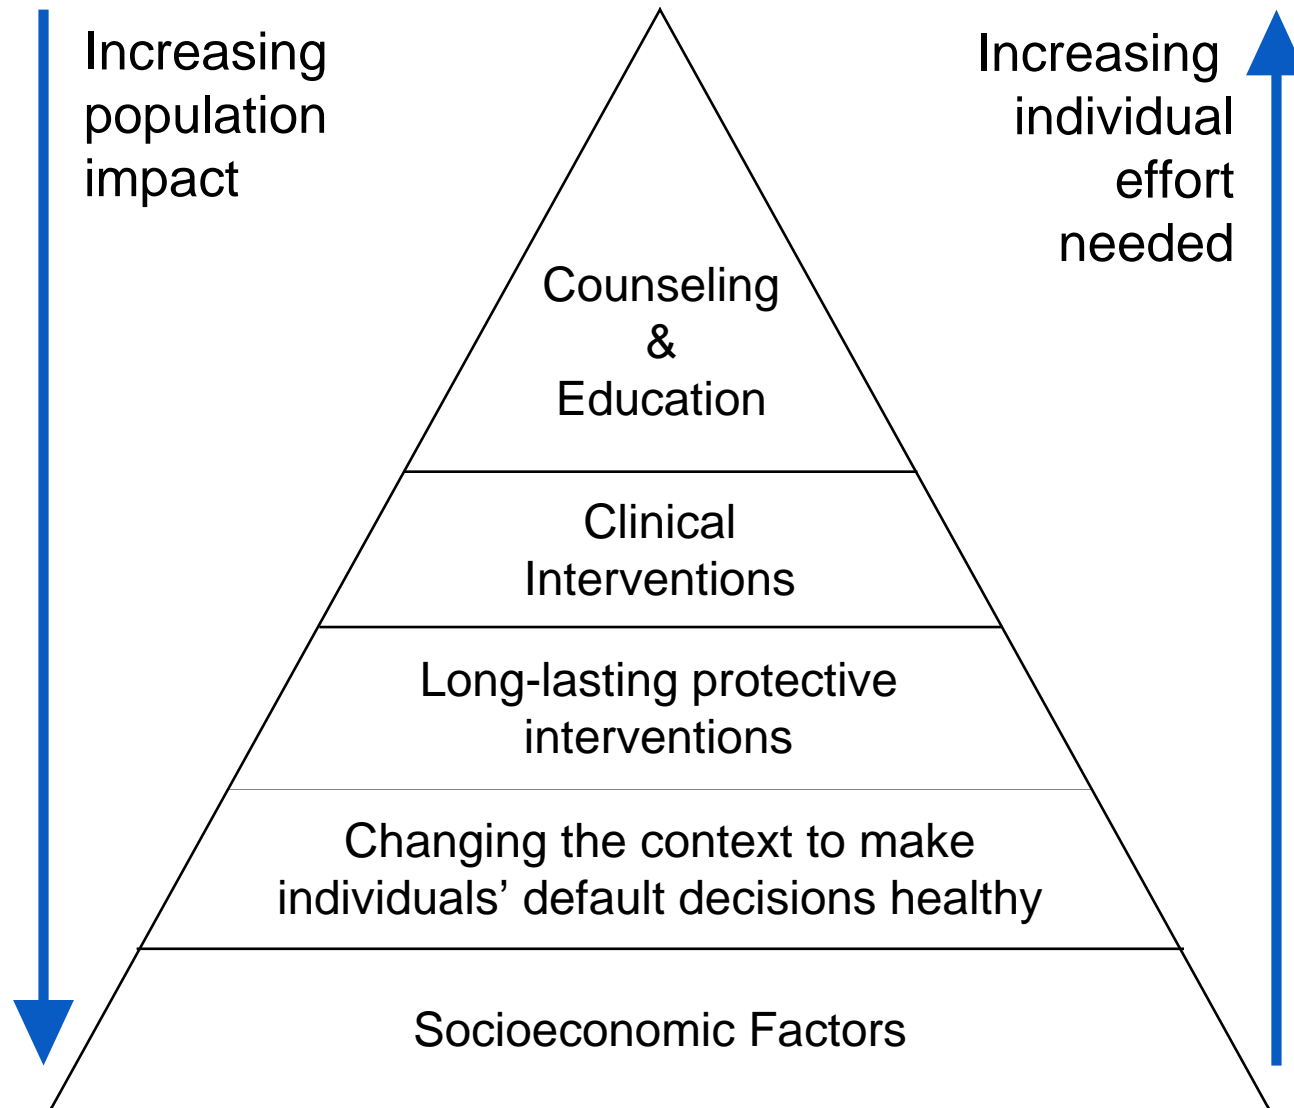 Increasing
population
impact
Increasing
individual
effort
needed
Counseling
&
Education
Clinical
Interventions
Long-lasting protective
interventions
Changing the context to make
individuals’ default decisions healthy
Socioeconomic Factors